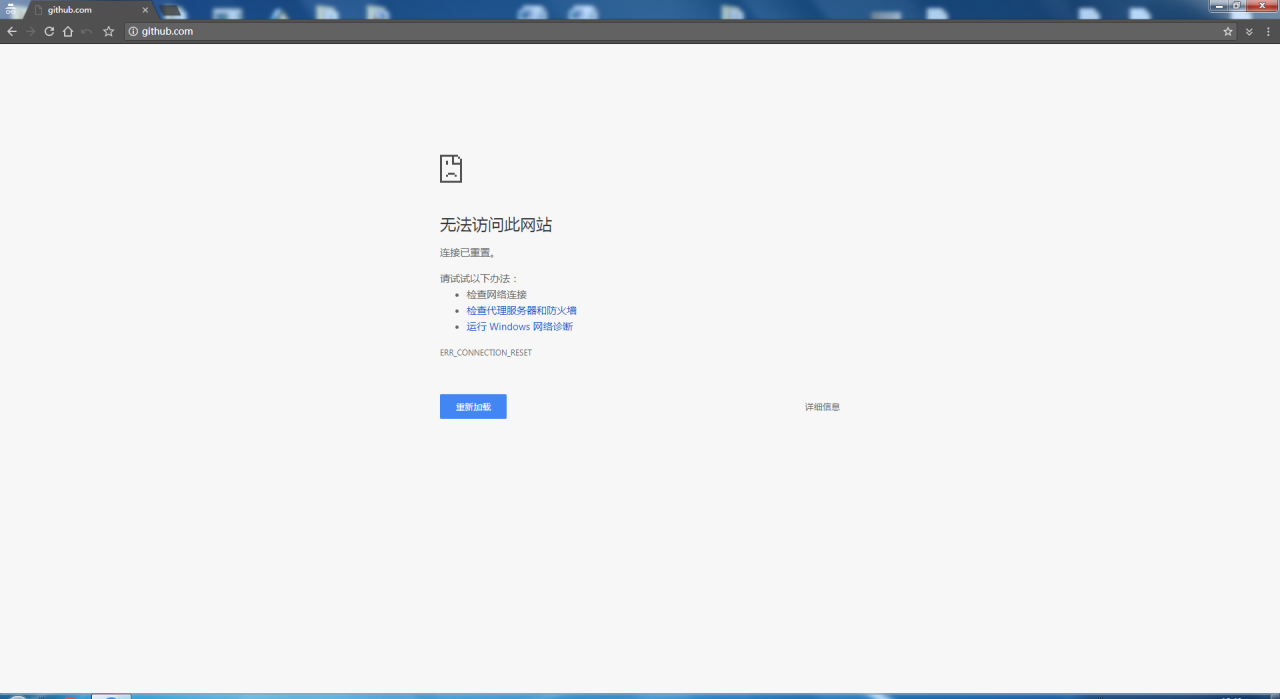 github.com
github.com
无法访问此网站
连接已重置。
请试试以下办法：
检查网络连接
检查代理服务器和防火墙
运行 Windows 网络诊断
ERR_CONNECTION_RESET
重新加载
详细信息